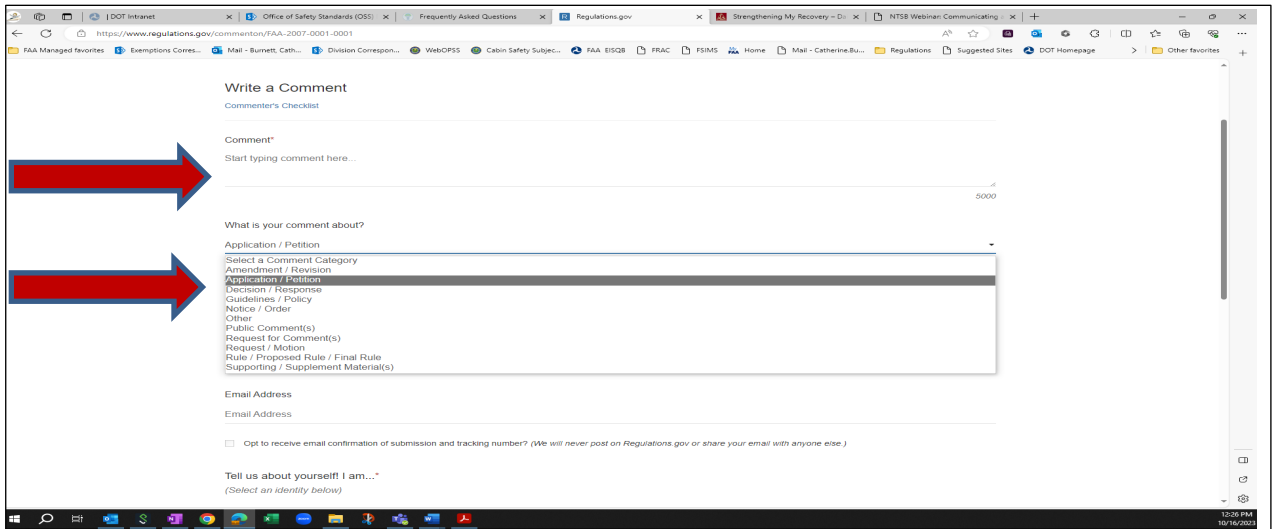 | DOT Intranet
Office of Safety Standards (OSS)
Frequently Asked Questions
Regulations.gov
Strengthening My Recovery – Da
NTSB Webinar: Communicating
https://www.regulations.gov/commenton/FAA-2007-0001-0001
FAA Managed favorites
Exemptions Corres...
Mail - Burnett, Cath...
Division Correspon...
WebOPSS
Cabin Safety Subjec...
FAA EISQB
FRAC
FSIMS
Home
Mail - Catherine.Bu...
Regulations
Suggested Sites
DOT Homepage
Other favorites
Write a Comment
Commenter's Checklist
Comment*
Start typing comment here...
5000
What is your comment about?
Application / Petition
Select a Comment Category
Amendment / Revision
Application / Petition
Decision / Response
Guidelines / Policy
Notice / Order
Other
Public Comment(s)
Request for Comment(s)
Request / Motion
Rule / Proposed Rule / Final Rule
Supporting / Supplement Material(s)
Email Address
Email Address
Opt to receive email confirmation of submission and tracking number? (We will never post on Regulations.gov or share your email with anyone else.)
Tell us about yourself! I am...*
(Select an identity below)
12:26 PM
10/16/2023